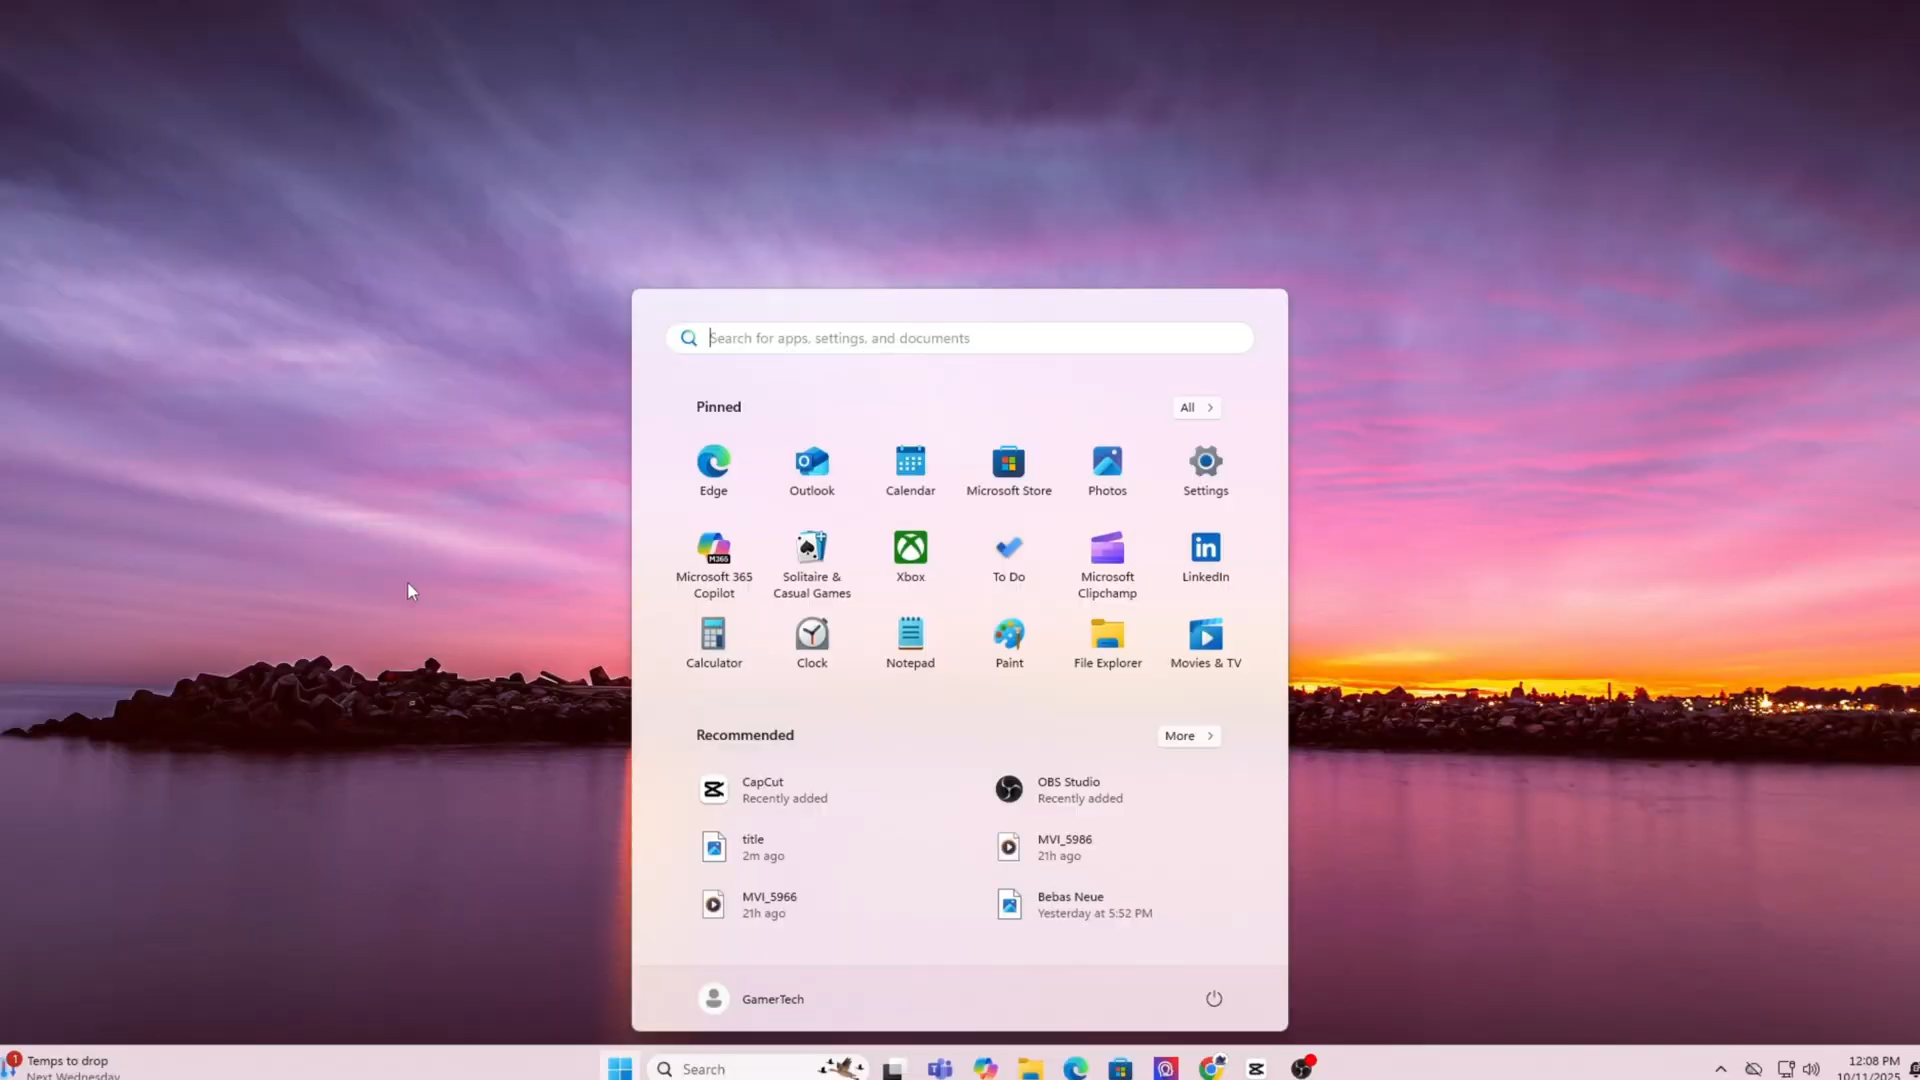 Search for apps, settings, and documents
Pinned
All
Edge
Outlook
Calendar
Microsoft Store
Photos
Settings
M365
Microsoft 365
Copilot
Solitaire &
Casual Games
Xbox
To Do
Microsoft
Clipchamp
in
LinkedIn
Calculator
Clock
Notepad
Paint
File Explorer
Movies & TV
Recommended
More
CapCut
Recently added
OBS Studio
Recently added
title
2m ago
MVI_5986
21h ago
MVI_5966
21h ago
Bebas Neue
Yesterday at 5:52 PM
GamerTech
1
Temps to drop
Next Wednesday
Search
12:08 PM
10/11/2025